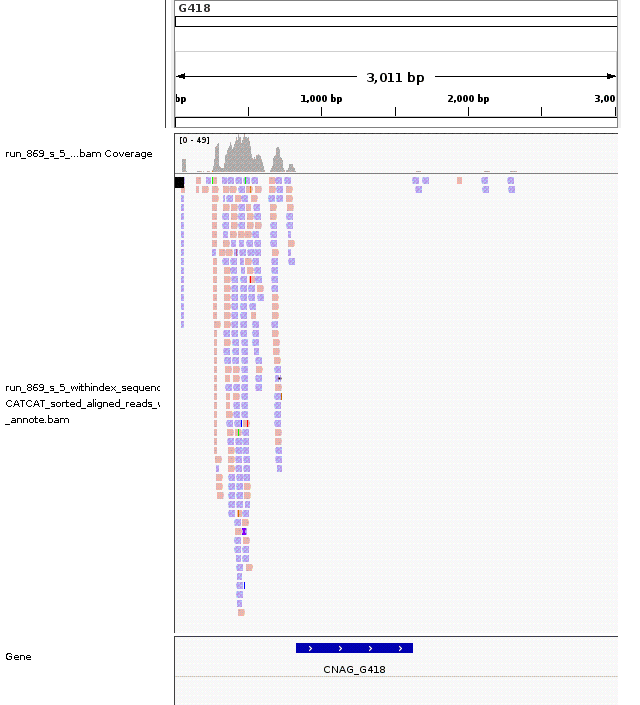 G418
3,011 bp
bp 1,000 bp 2,000 bp 3,00
[0 - 49]
run_869_s_5_...bam Coverage
run_869_s_5_withindex_sequenc
CATCAT_sorted_aligned_reads_v
_annote.bam
Gene
CNAG_G418